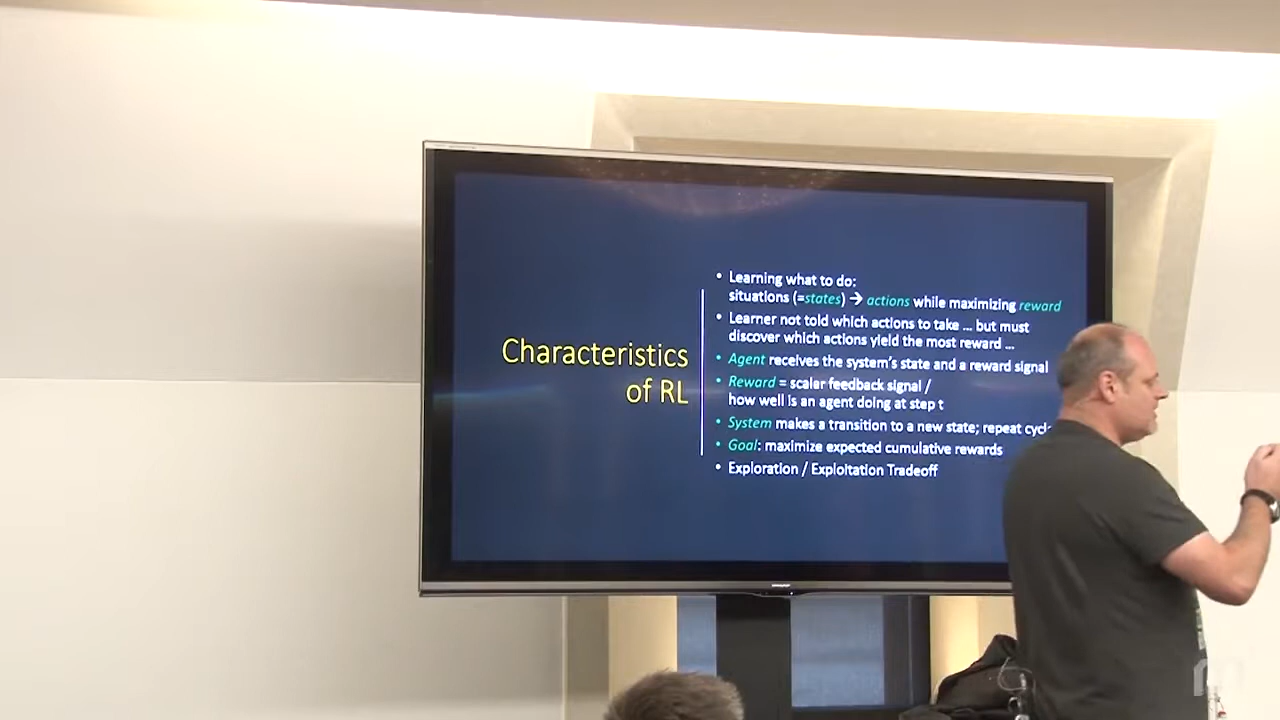 Characteristics
of RL
• Learning what to do:
situations (=states) → actions while maximizing reward
• Learner not told which actions to take ... but must
discover which actions yield the most reward ...
• Agent receives the system's state and a reward signal
• Reward = scalar feedback signal /
how well is an agent doing at step t
• System makes a transition to a new state; repeat
• Goal: maximize expected cumulative rewards
• Exploration / Exploitation Tradeoff